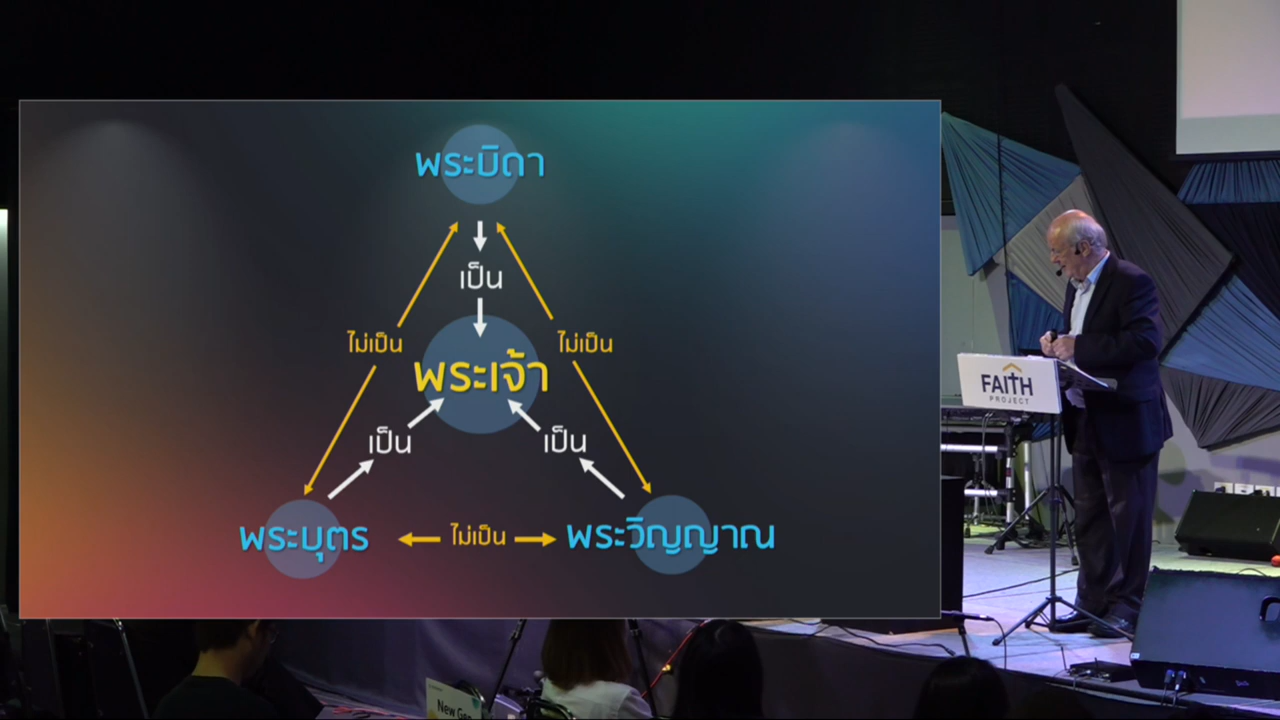 พระบิดา
เป็น
ไม่เป็น
ไม่เป็น
พระเจ้า
เป็น
เป็น
พระบุตร
ไม่เป็น
พระวิญญาณ
FAITH
PROJECT
New